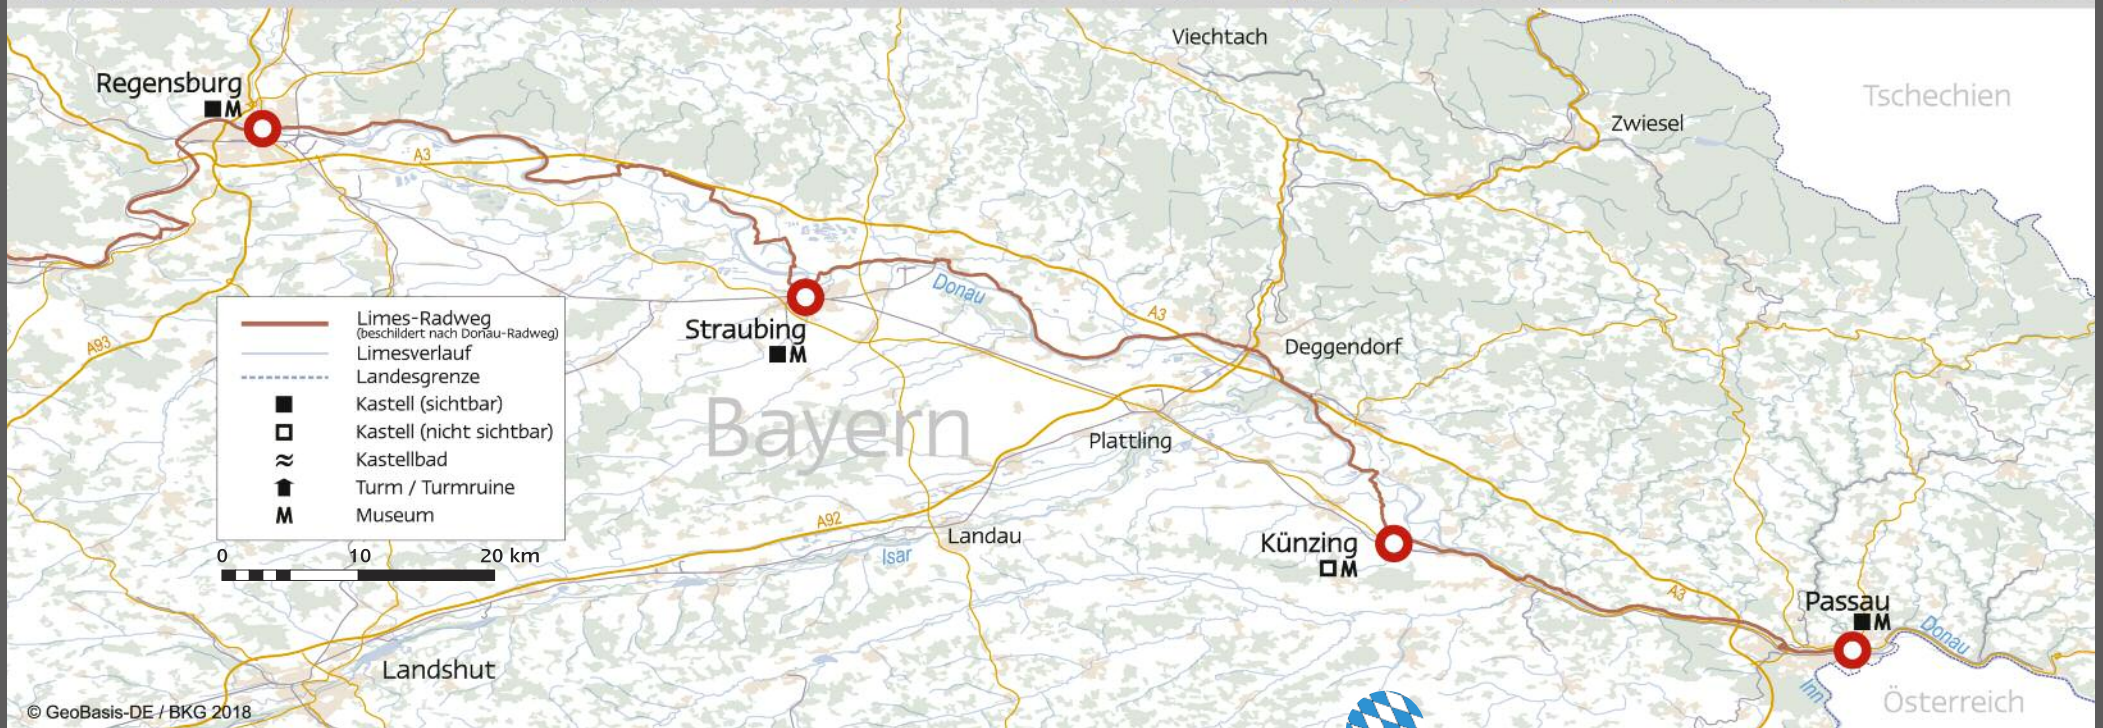 Viechtach
Tschechien
Regensburg
M
Zwiesel
A3
Donau
A3
Straubing
M
Deggendorf
A93
Limes-Radweg
(beschildert nach Donau-Radweg)
Limesverlauf
Landesgrenze
Kastell (sichtbar)
Kastell (nicht sichtbar)
Kastellbad
Turm / Turmruine
M Museum
0 10 20 km
Bayern
Plattling
A92
Landau
Isar
Künzing
M
A3
Passau
M
Donau
Inn
Österreich
Landshut
© GeoBasis-DE / BKG 2018